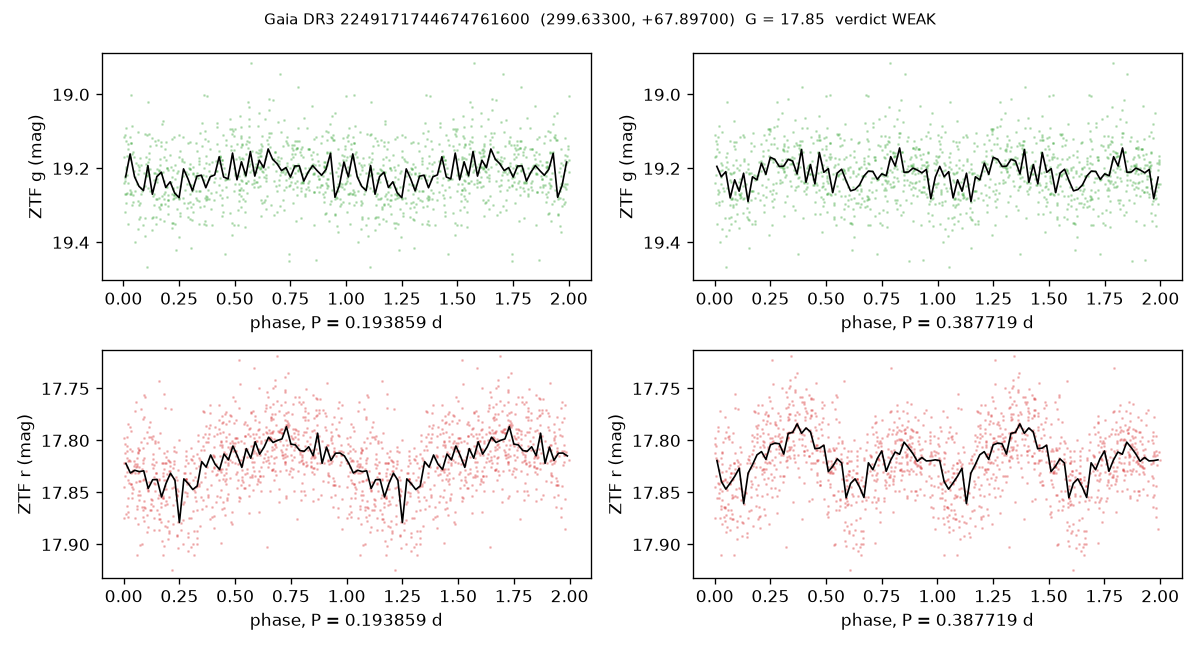 Gaia DR3 2249171744674761600  (299.63300, +67.89700)  G = 17.85  verdict WEAK
ZTF g (mag)
19.0
19.2
19.4
0.00 0.25 0.50 0.75 1.00 1.25 1.50 1.75 2.00
phase, P = 0.193859 d
ZTF g (mag)
19.0
19.2
19.4
0.00 0.25 0.50 0.75 1.00 1.25 1.50 1.75 2.00
phase, P = 0.387719 d
ZTF r (mag)
17.75
17.80
17.85
17.90
0.00 0.25 0.50 0.75 1.00 1.25 1.50 1.75 2.00
phase, P = 0.193859 d
ZTF r (mag)
17.75
17.80
17.85
17.90
0.00 0.25 0.50 0.75 1.00 1.25 1.50 1.75 2.00
phase, P = 0.387719 d